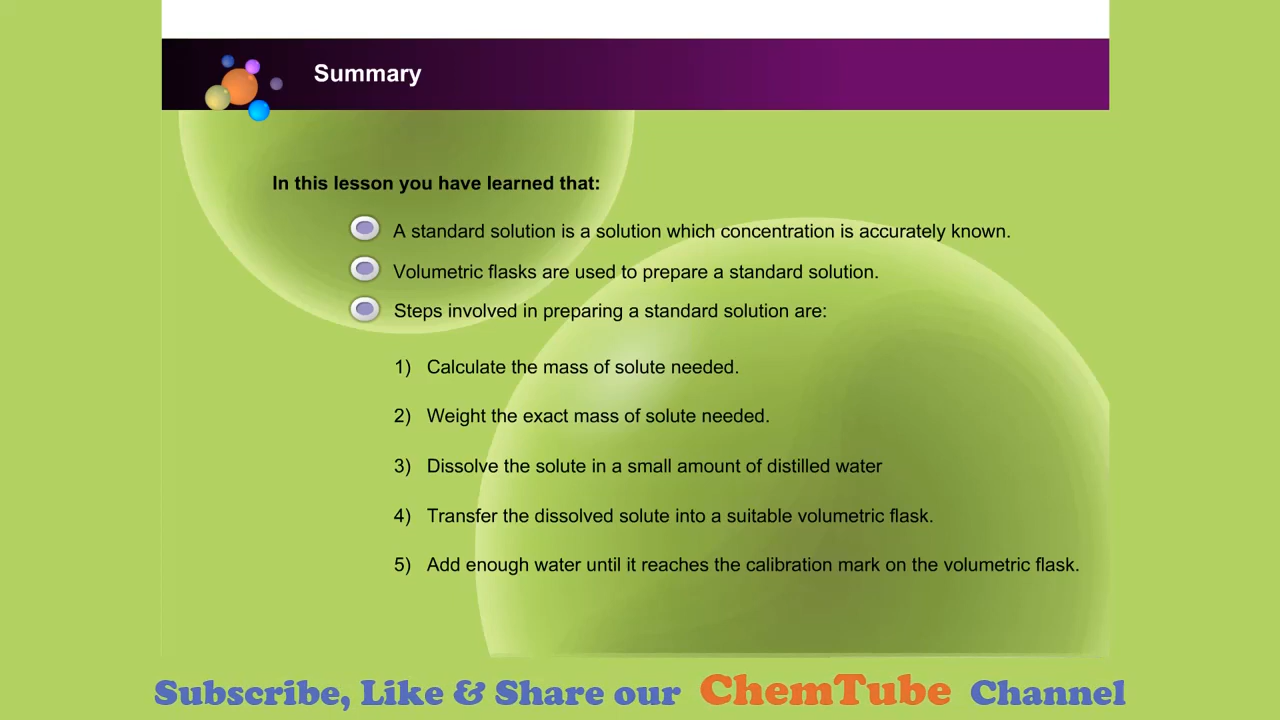 Summary
In this lesson you have learned that:
A standard solution is a solution which concentration is accurately known.
Volumetric flasks are used to prepare a standard solution.
Steps involved in preparing a standard solution are:
1) Calculate the mass of solute needed.
2) Weight the exact mass of solute needed.
3) Dissolve the solute in a small amount of distilled water
4) Transfer the dissolved solute into a suitable volumetric flask.
5) Add enough water until it reaches the calibration mark on the volumetric flask.
Subscribe, Like & Share our ChemTube Channel